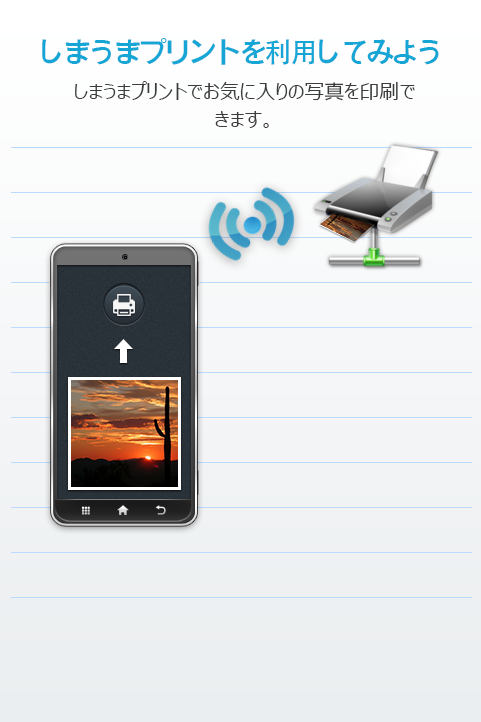 しまうまプリントを利用してみよう
しまうまプリントでお気に入りの写真を印刷で
きます。